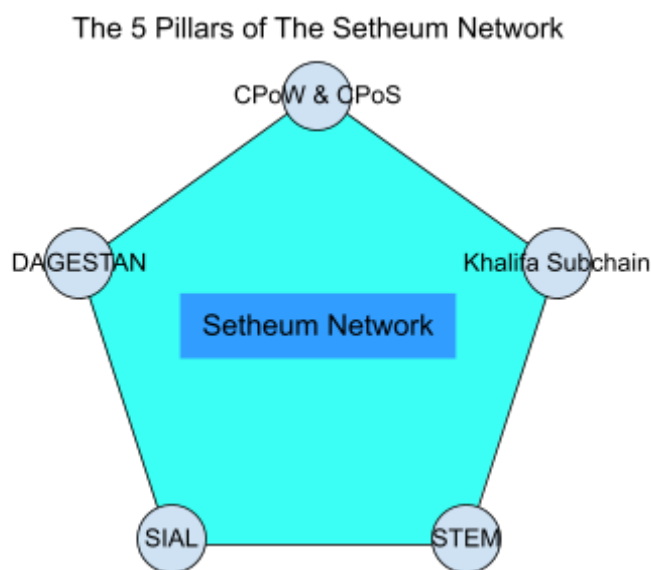 The 5 Pillars of The Setheum Network
CPoW & CPoS
DAGESTAN
Khalifa Subchain
Setheum Network
SIAL
STEM